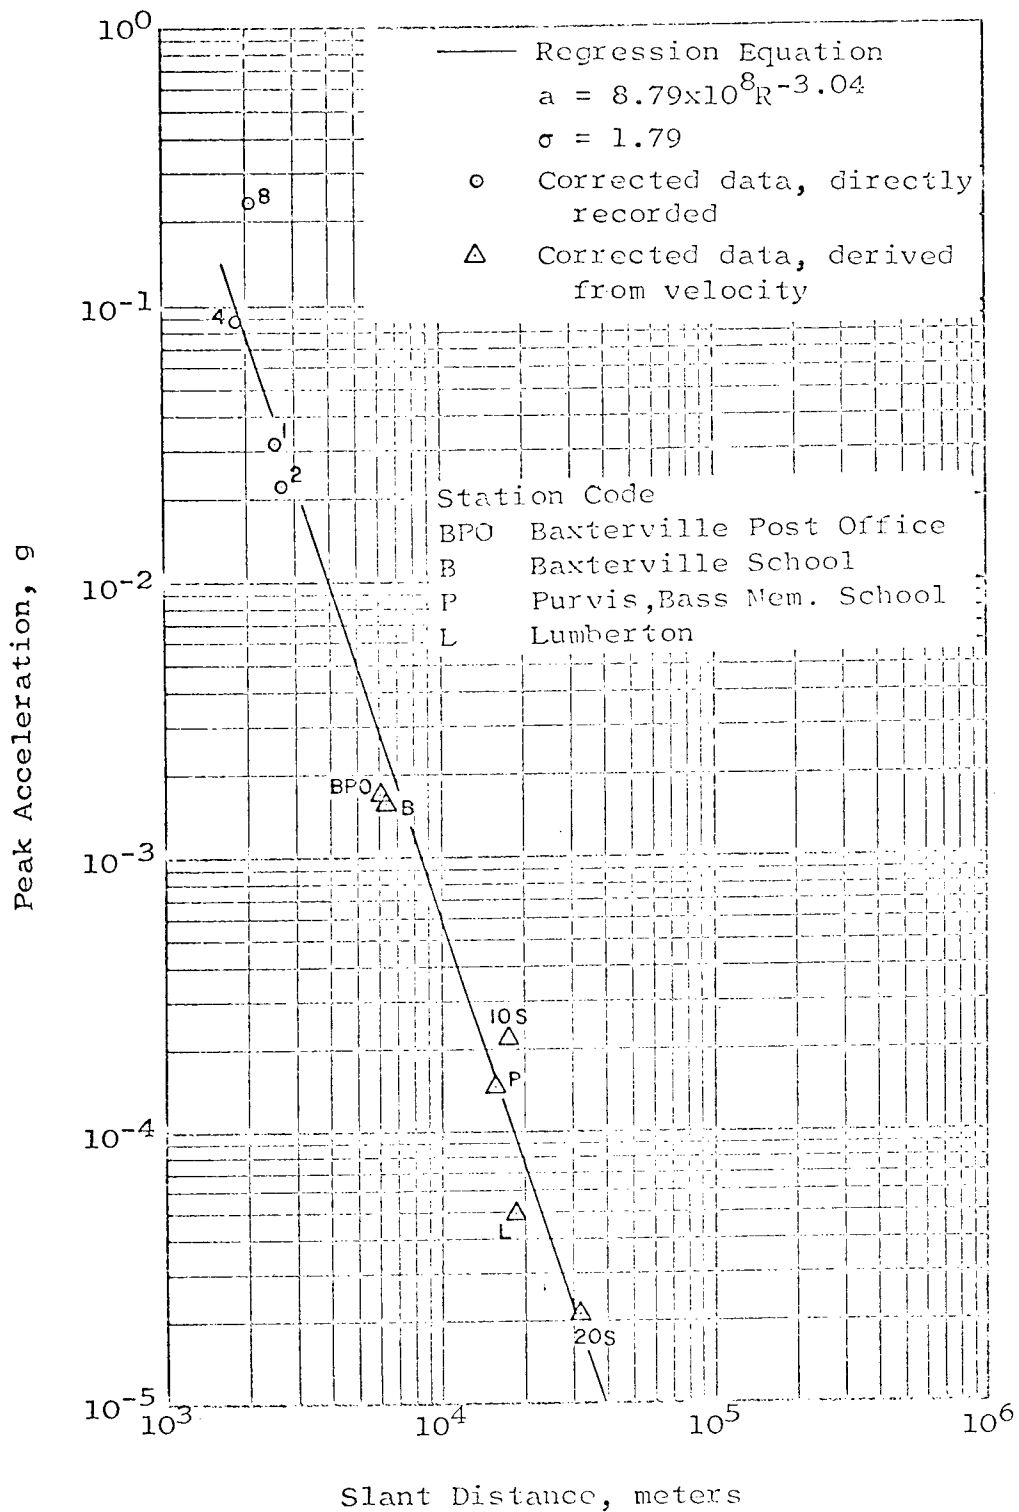 10^0
Regression Equation
a = 8.79x10^8R^-3.04
σ = 1.79
Corrected data, directly
recorded
Corrected data, derived
from velocity
8
10^-1
4
1
2
Station Code
BPO Baxterville Post Office
B Baxterville School
P Purvis, Bass Mem. School
L Lumberton
10^-2
Peak Acceleration, g
BPO
B
10^-3
10S
P
10^-4
L
20S
10^-5
10^3 10^4 10^5 10^6
Slant Distance, meters